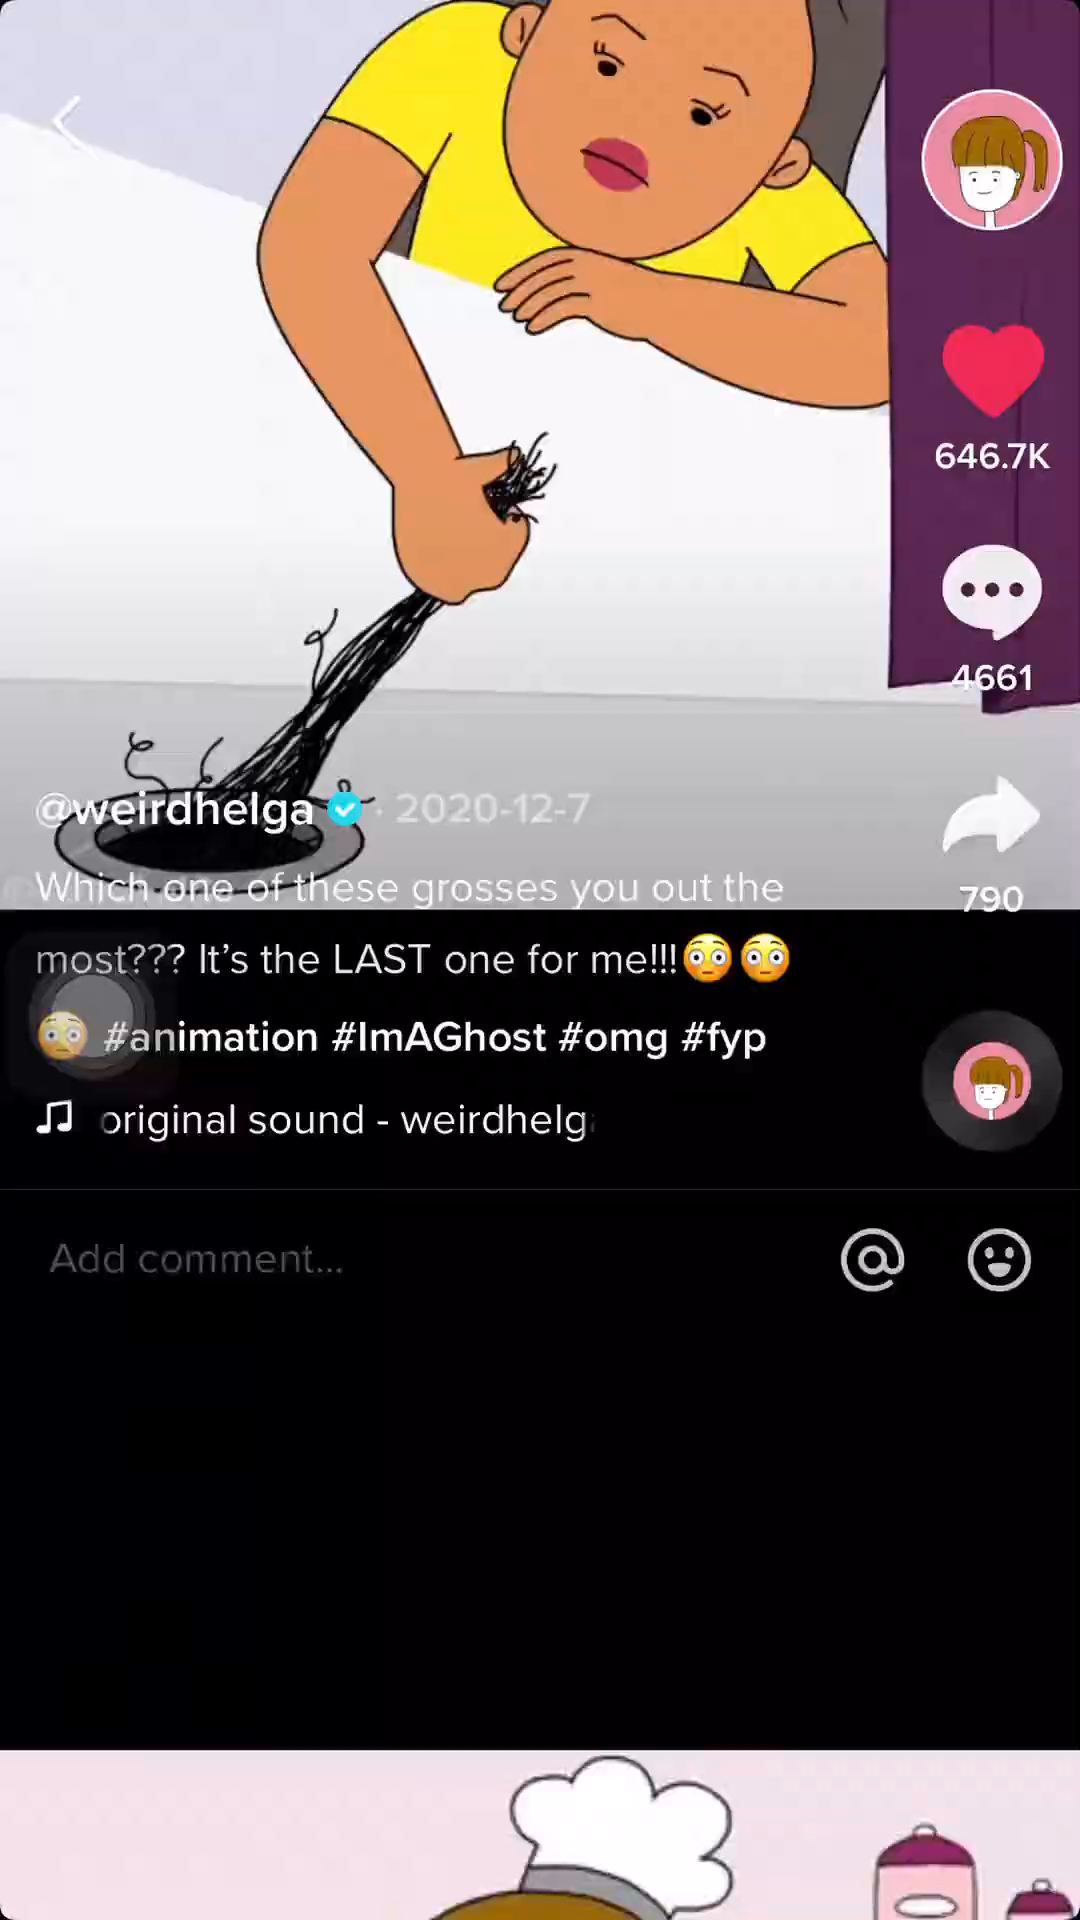 646.7K
4661
@weirdhelga · 2020-12-7
790
Which one of these grosses you out the
most??? It's the LAST one for me!!!😳😳
😳 #animation #ImAGhost #omg #fyp
original sound - weirdhelg
Add comment...